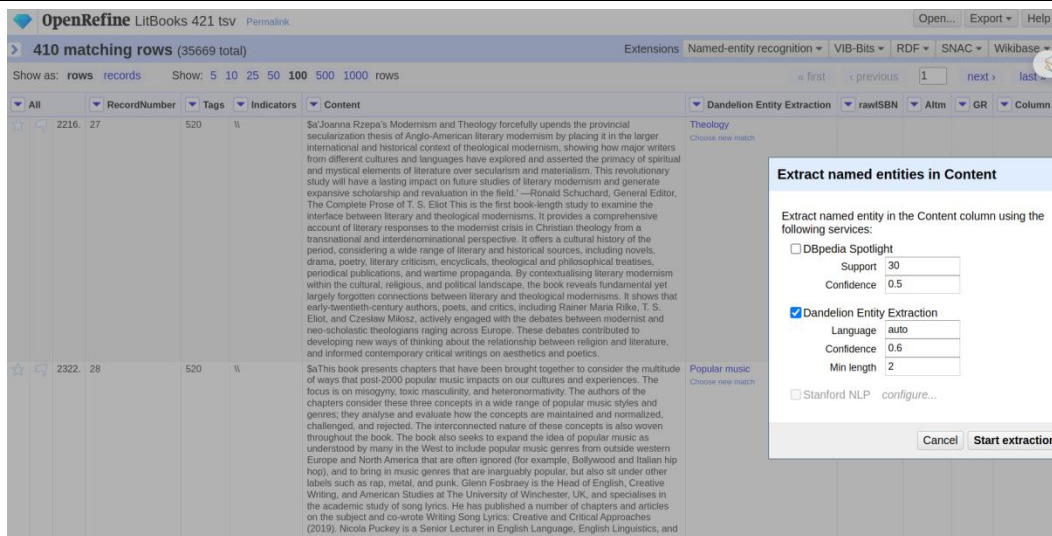 OpenRefine LitBooks 421 tsv Permalink Open... Export Help
410 matching rows (35669 total) Extensions Named-entity recognition VIB-Bits RDF SNAC Wikibase
Show as: rows records Show: 5 10 25 50 100 500 1000 rows « first ‹ previous 1 next › last »
All RecordNumber Tags Indicators Content Dandelion Entity Extraction rawISBN Altm GR Column
2216. 27 520 \\ $a'Joanna Rzepa's Modernism and Theology forcefully upends the provincial Theology
secularization thesis of Anglo-American literary modernism by placing it in the larger Choose new match
international and historical context of theological modernism, showing how major writers
from different cultures and languages have explored and asserted the primacy of spiritual
and mystical elements of literature over secularism and materialism. This revolutionary
study will have a lasting impact on future studies of literary modernism and generate
expansive scholarship and revaluation in the field.' —Ronald Schuchard, General Editor,
The Complete Prose of T. S. Eliot This is the first book-length study to examine the
interface between literary and theological modernisms. It provides a comprehensive
account of literary responses to the modernist crisis in Christian theology from a
transnational and interdenominational perspective. It offers a cultural history of the
period, considering a wide range of literary and historical sources, including novels,
drama, poetry, literary criticism, encyclicals, theological and philosophical treatises,
periodical publications, and wartime propaganda. By contextualising literary modernism
within the cultural, religious, and political landscape, the book reveals fundamental yet
largely forgotten connections between literary and theological modernisms. It shows that
early-twentieth-century authors, poets, and critics, including Rainer Maria Rilke, T. S.
Eliot, and Czesław Miłosz, actively engaged with the debates between modernist and
neo-scholastic theologians raging across Europe. These debates contributed to
developing new ways of thinking about the relationship between religion and literature,
and informed contemporary critical writings on aesthetics and poetics.
2322. 28 520 \\ $aThis book presents chapters that have been brought together to consider the multitude Popular music
of ways that post-2000 popular music impacts on our cultures and experiences. The Choose new match
focus is on misogyny, toxic masculinity, and heteronormativity. The authors of the
chapters consider these three concepts in a wide range of popular music styles and
genres; they analyse and evaluate how the concepts are maintained and normalized,
challenged, and rejected. The interconnected nature of these concepts is also woven
throughout the book. The book also seeks to expand the idea of popular music as
understood by many in the West to include popular music genres from outside western
Europe and North America that are often ignored (for example, Bollywood and Italian hip
hop), and to bring in music genres that are inarguably popular, but also sit under other
labels such as rap, metal, and punk. Glenn Fosbraey is the Head of English, Creative
Writing, and American Studies at The University of Winchester, UK, and specialises in
the academic study of song lyrics. He has published a number of chapters and articles
on the subject and co-wrote Writing Song Lyrics: Creative and Critical Approaches
(2019). Nicola Puckey is a Senior Lecturer in English Language, English Linguistics, and
Extract named entities in Content
Extract named entity in the Content column using the
following services:
DBpedia Spotlight
Support 30
Confidence 0.5
Dandelion Entity Extraction
Language auto
Confidence 0.6
Min length 2
Stanford NLP configure...
Cancel Start extraction